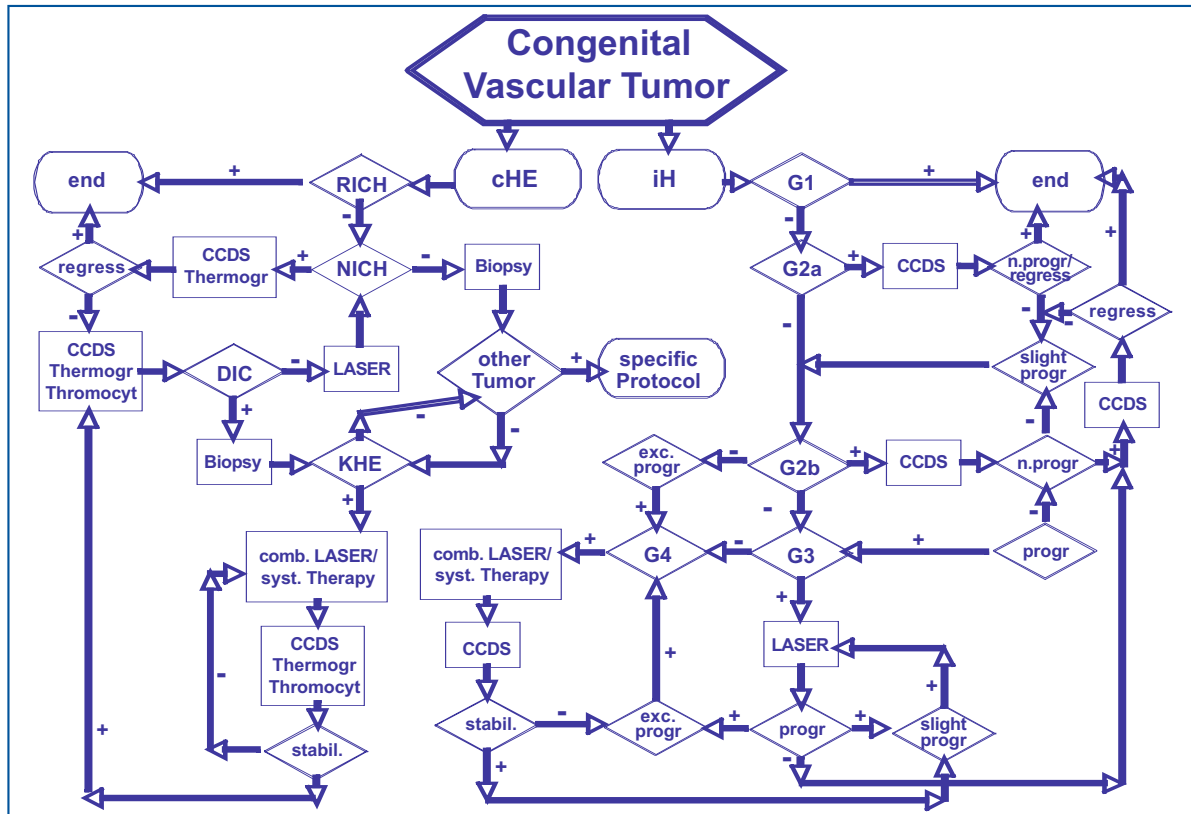 Congenital
Vascular Tumor
end
+
RICH
cHE
iH
G1
+
end
-
-
+
regress
CCDS
Thermogr
+
NICH
-
Biopsy
G2a
+
CCDS
+
n.progr/
regress
+
-
-
-
-
regress
CCDS
Thermogr
Thromocyt
DIC
-
LASER
other
Tumor
+
specific
Protocol
slight
progr
CCDS
+
-
-
-
Biopsy
KHE
exc.
progr
-
G2b
+
CCDS
n.progr
+
+
+
-
-
comb. LASER/
syst. Therapy
comb. LASER/
syst. Therapy
+
G4
-
G3
+
progr
+
CCDS
Thermogr
Thromocyt
CCDS
LASER
-
+
+
+
stabil.
stabil.
-
exc.
progr
+
progr
+
slight
progr
+
-